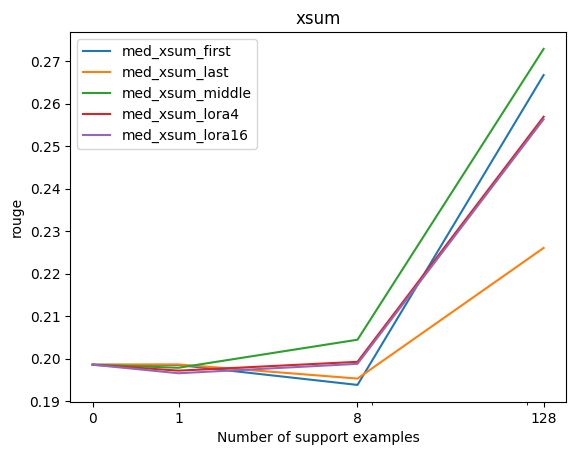 xsum
med_xsum_first
med_xsum_last
med_xsum_middle
med_xsum_lora4
med_xsum_lora16
rouge
0.27
0.26
0.25
0.24
0.23
0.22
0.21
0.20
0.19
0 1 8 128
Number of support examples